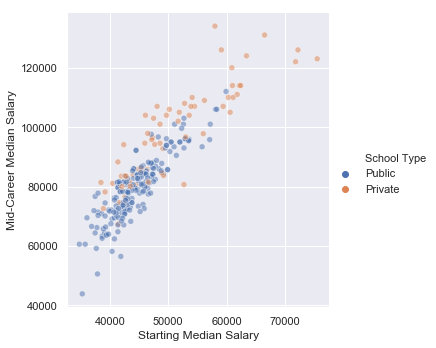 120000
100000
80000
60000
40000
Mid-Career Median Salary
40000 50000 60000 70000
Starting Median Salary
School Type
Public
Private